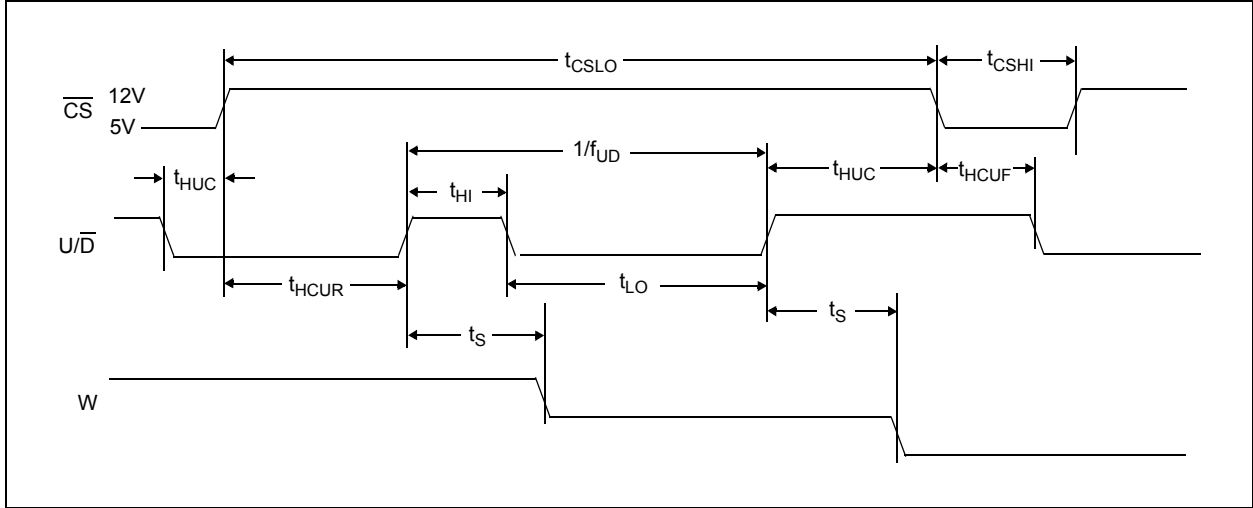 tCSLO
tCSHI
CS 12V
5V
1/fUD
tHUC
tHUC
tHCUF
tHI
U/D
tHCUR
tLO
tS
tS
W